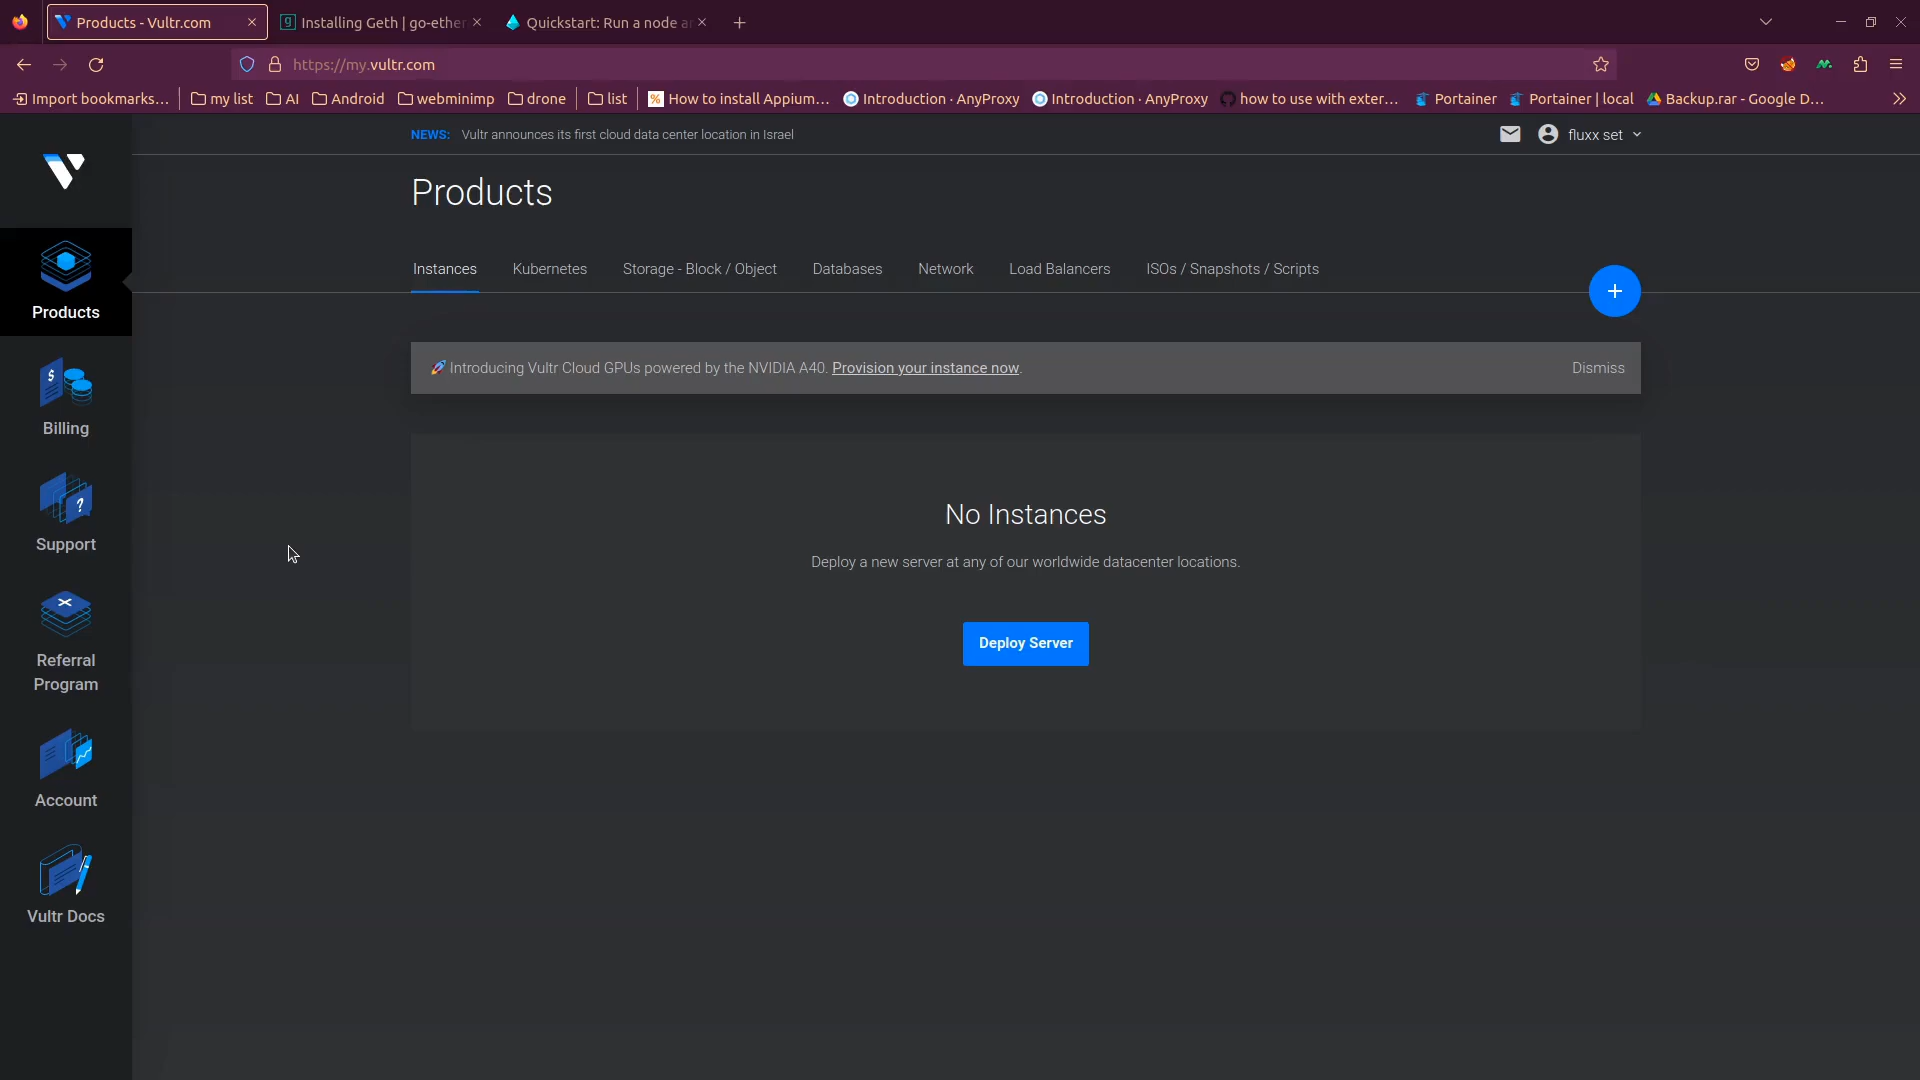 Products - Vultr.com
Installing Geth | go-ether
Quickstart: Run a node a
https://my.vultr.com
Import bookmarks...
my list
AI
Android
webminimp
drone
list
How to install Appium...
Introduction · AnyProxy
Introduction · AnyProxy
how to use with exter...
Portainer
Portainer | local
Backup.rar - Google D...
NEWS: Vultr announces its first cloud data center location in Israel
fluxx set
Products
Instances
Kubernetes
Storage - Block / Object
Databases
Network
Load Balancers
ISOs / Snapshots / Scripts
Introducing Vultr Cloud GPUs powered by the NVIDIA A40. Provision your instance now.
Dismiss
No Instances
Deploy a new server at any of our worldwide datacenter locations.
Deploy Server
Products
Billing
Support
Referral
Program
Account
Vultr Docs